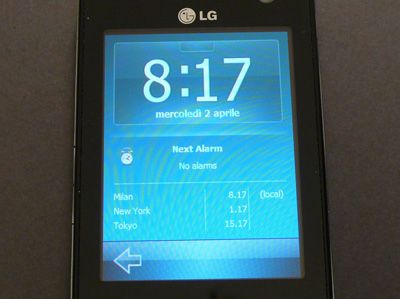 LG
8:17
mercoledì 2 aprile
Next Alarm
No alarms
Milan 8.17 (local)
New York 1.17
Tokyo 15.17